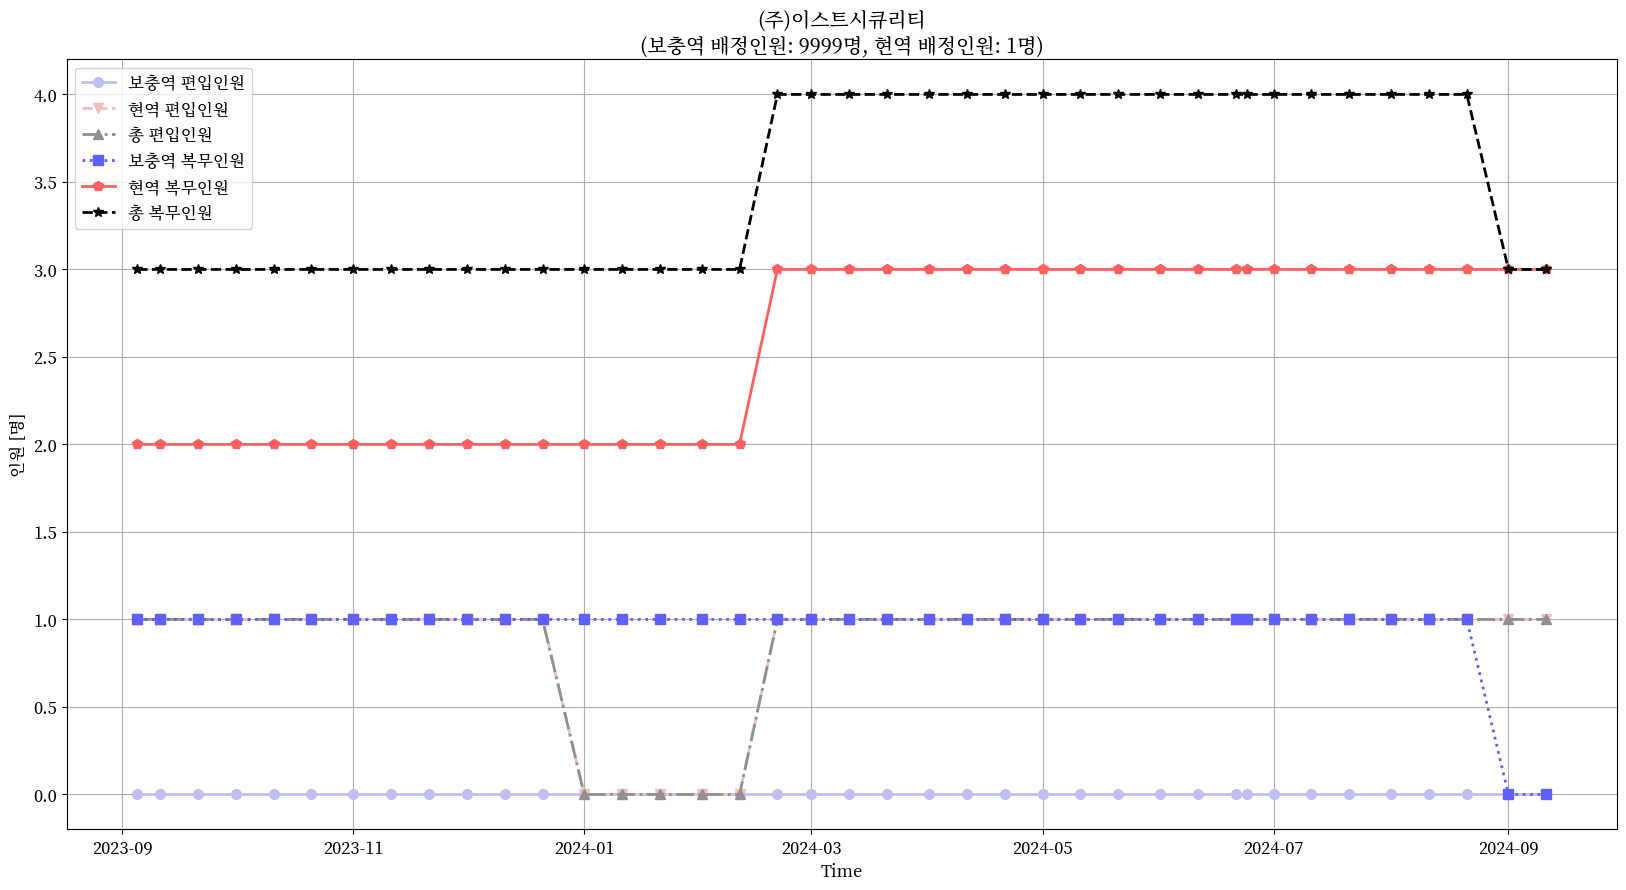 (주)이스트시큐리티
(보충역 배정인원: 9999명, 현역 배정인원: 1명)
보충역 편입인원
현역 편입인원
총 편입인원
보충역 복무인원
현역 복무인원
총 복무인원
4.0
3.5
3.0
2.5
2.0
1.5
1.0
0.5
0.0
인원 [명]
2023-09 2023-11 2024-01 2024-03 2024-05 2024-07 2024-09
Time